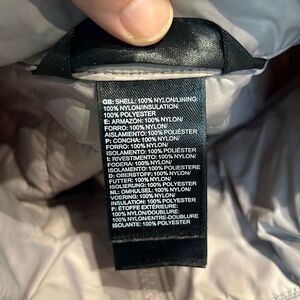 GB: SHELL: 100% NYLON/LINING:
100% NYLON/INSULATION:
100% POLYESTER
E: ARMAZÓN: 100% NYLON/
FORRO: 100% NYLON/
AISLAMIENTO: 100% POLIÉSTER
P: CONCHA: 100% NYLON/
FORRO: 100% NYLON/
ISOLAMENTO: 100% POLIÉSTER
I: RIVESTIMENTO: 100% NYLON/
FODERA: 100% NYLON/
ISOLAMENTO: 100% POLIESTERE
D: OBERSTOFF: 100% NYLON/
FUTTER: 100% NYLON/
ISOLIERUNG: 100% POLYESTER
NL: OMHULSEL: 100% NYLON/
VOERING: 100% NYLON/
ISOLATIE: 100% POLYESTER
F: ÉTOFFE EXTÉRIEURE:
100% NYLON/DOUBLURE:
100% NYLON/ENTRE-DOUBLURE
ISOLANTE: 100% POLYESTER